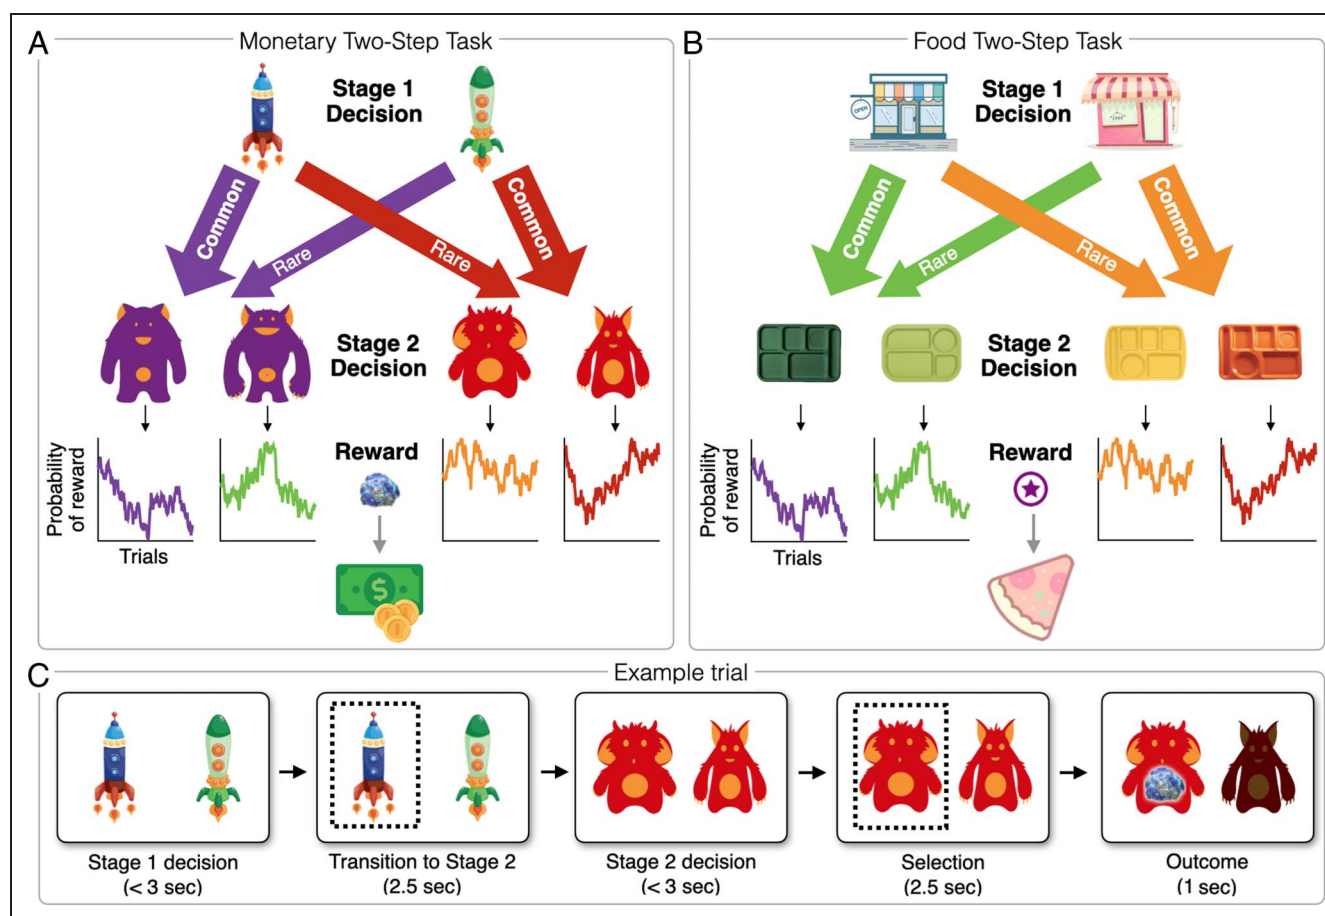 A
Monetary Two-Step Task
Stage 1
Decision
Common
Rare
Rare
Common
Stage 2
Decision
Probability
of reward
Trials
Reward
$
B
Food Two-Step Task
Stage 1
Decision
OPEN
Common
Rare
Rare
Common
Stage 2
Decision
Probability
of reward
Trials
Reward
C
Example trial
Stage 1 decision
(< 3 sec)
Transition to Stage 2
(2.5 sec)
Stage 2 decision
(< 3 sec)
Selection
(2.5 sec)
Outcome
(1 sec)